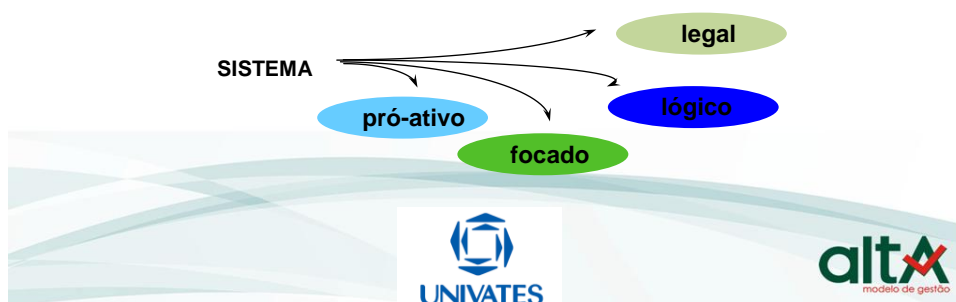 legal
SISTEMA
lógico
pró-ativo
focado
UNIVATES
altA
modelo de gestão